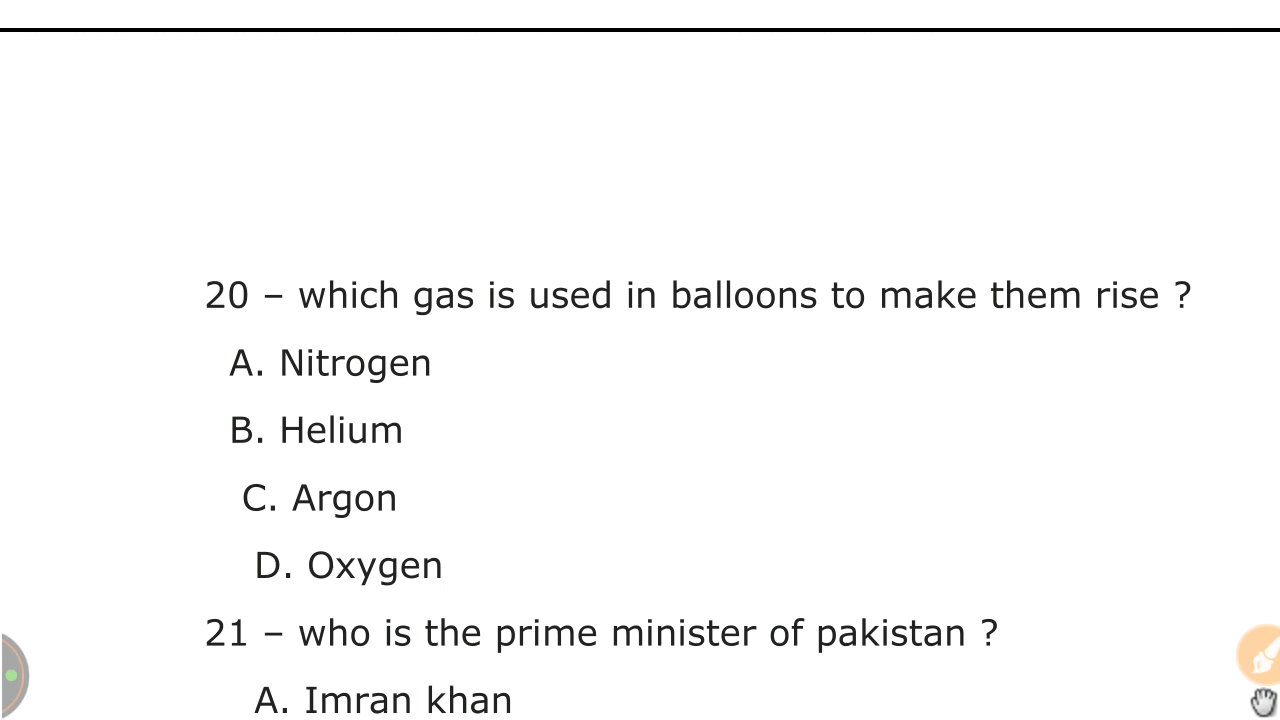 20 – which gas is used in balloons to make them rise ?
A. Nitrogen
B. Helium
C. Argon
D. Oxygen
21 – who is the prime minister of pakistan ?
A. Imran khan